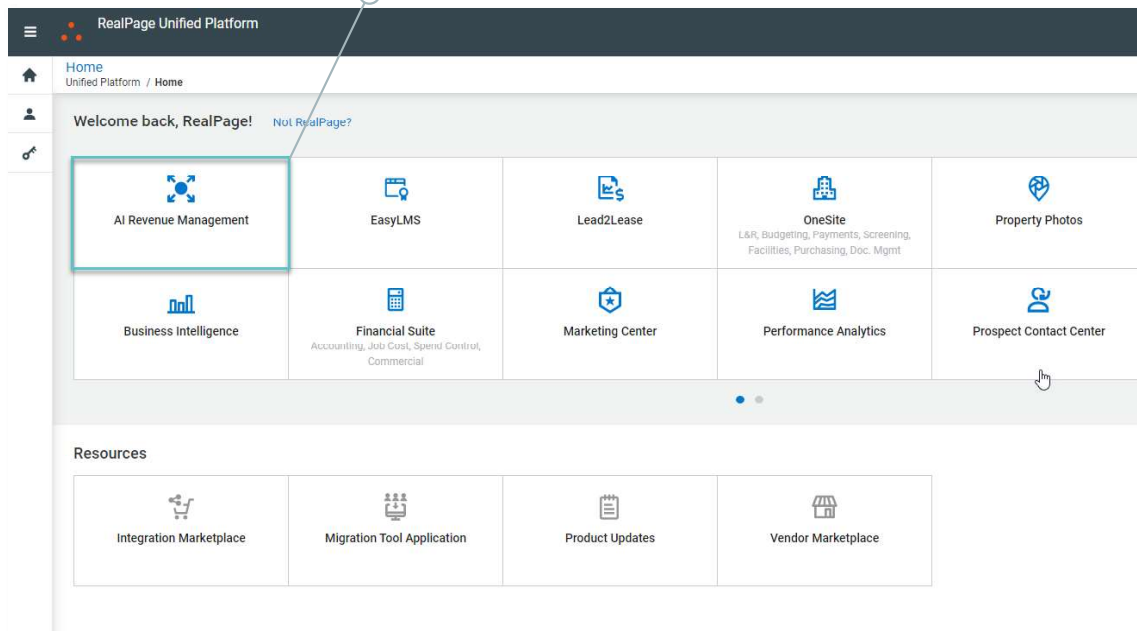 RealPage Unified Platform
Home
Unified Platform / Home
Welcome back, RealPage! Not RealPage?
AI Revenue Management
EasyLMS
Lead2Lease
OneSite
L&R, Budgeting, Payments, Screening,
Facilities, Purchasing, Doc. Mgmt
Property Photos
Business Intelligence
Financial Suite
Accounting, Job Cost, Spend Control,
Commercial
Marketing Center
Performance Analytics
Prospect Contact Center
Resources
Integration Marketplace
Migration Tool Application
Product Updates
Vendor Marketplace